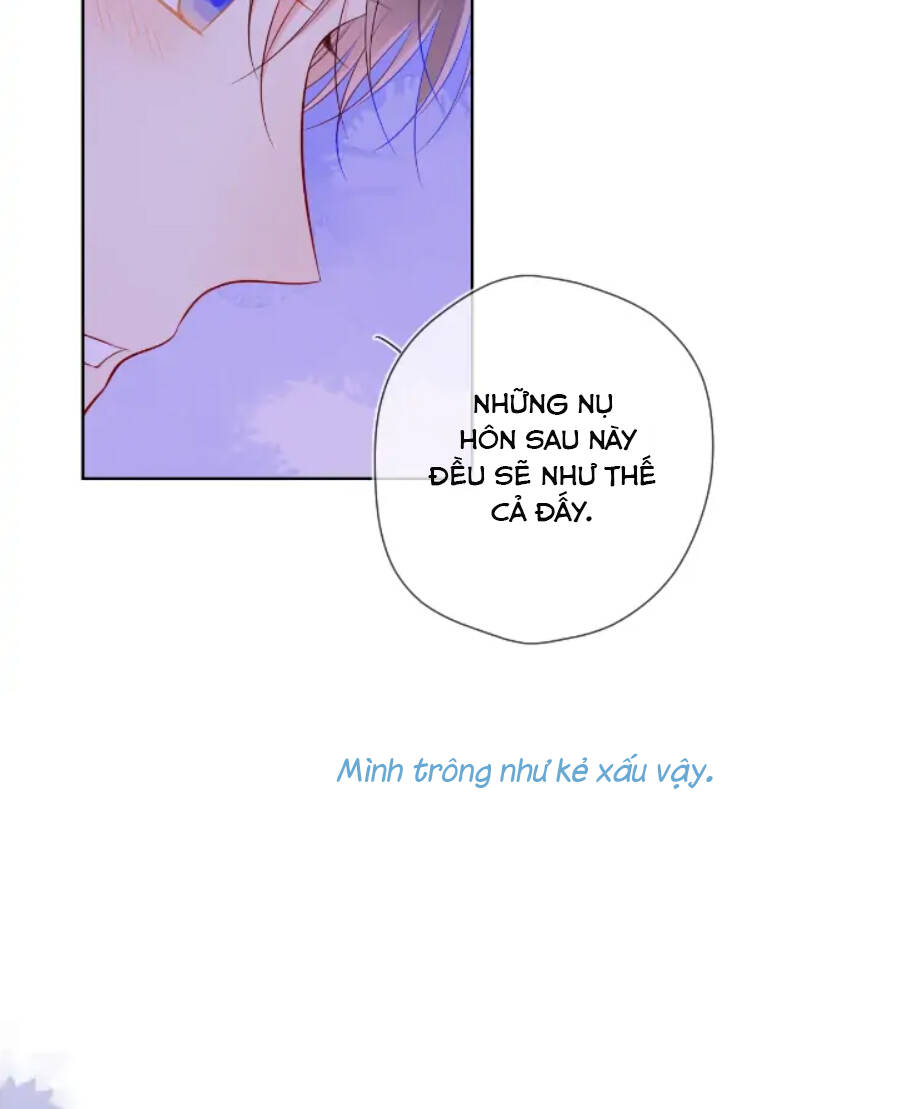 NHỮNG NỤ
HÔN SAU NÀY
ĐỀU SẼ NHƯ THẾ
CẢ ĐẤY.
Mình trông như kẻ xấu vậy.